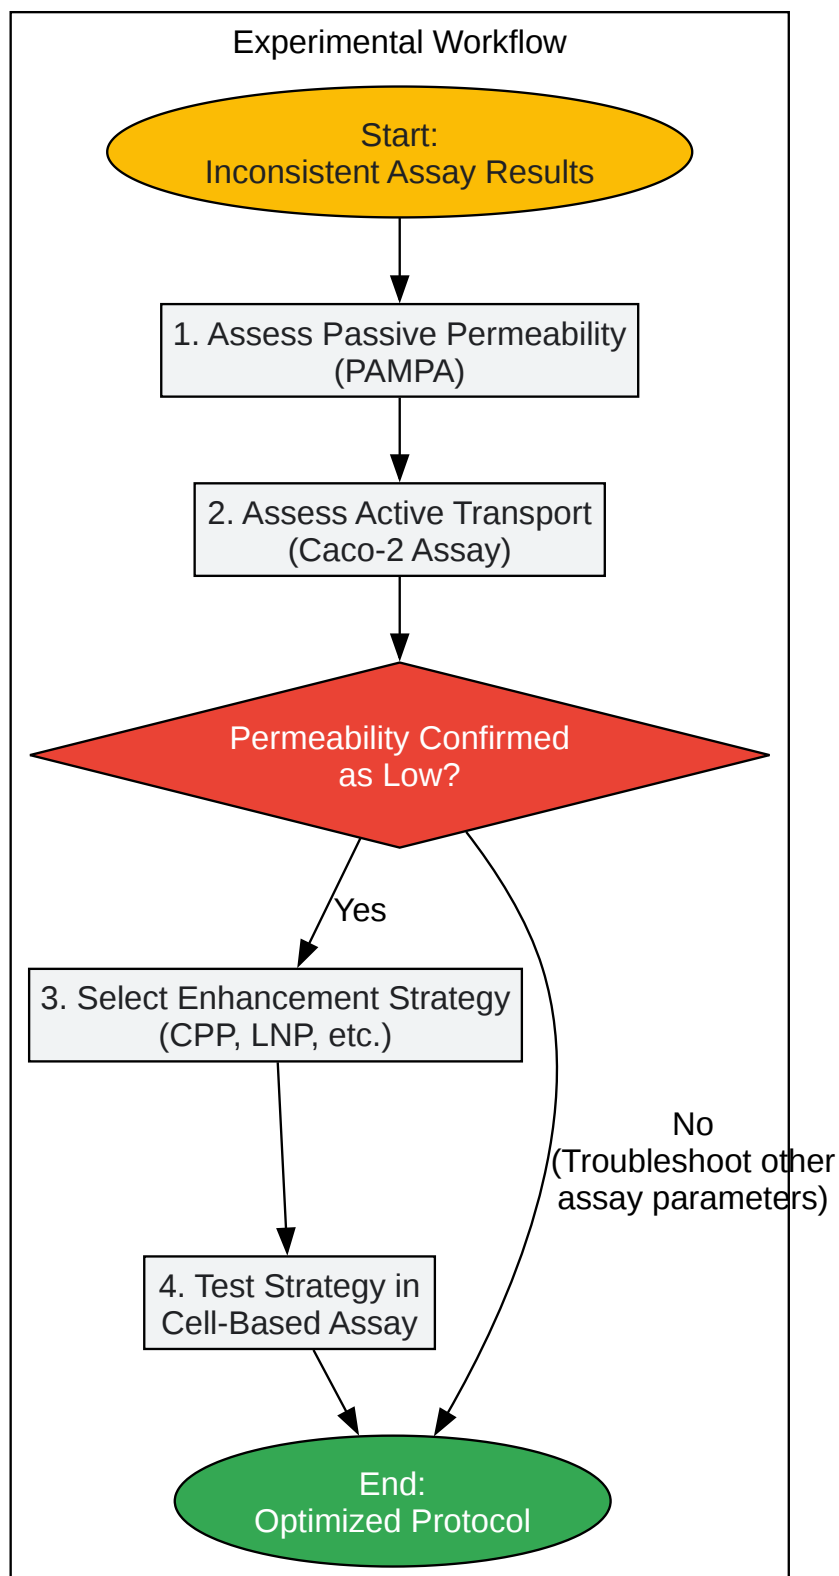 Experimental Workflow
Start:
Inconsistent Assay Results
1. Assess Passive Permeability
(PAMPA)
2. Assess Active Transport
(Caco-2 Assay)
Permeability Confirmed
as Low?
Yes
3. Select Enhancement Strategy
(CPP, LNP, etc.)
No
(Troubleshoot other
assay parameters)
4. Test Strategy in
Cell-Based Assay
End:
Optimized Protocol